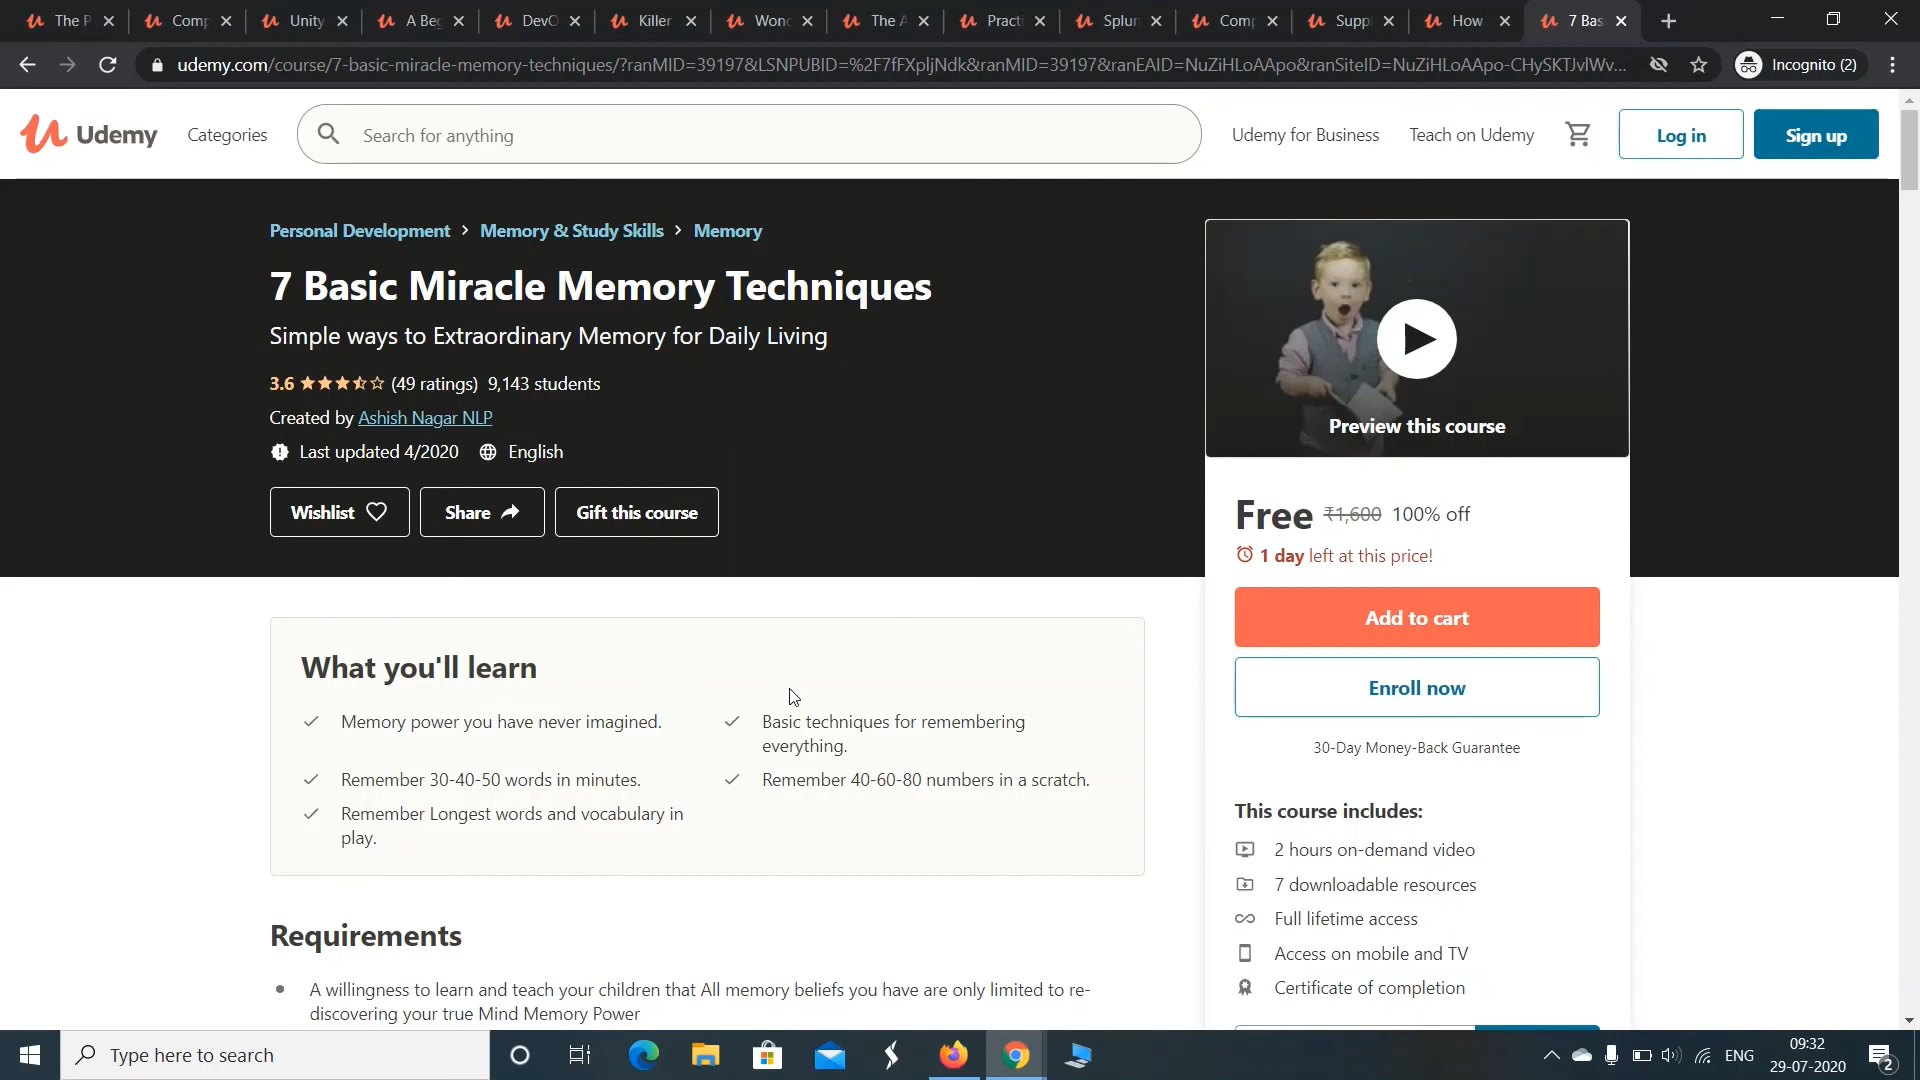 The P
Comp
Unity
A Beg
DevO
Killer
Wond
The A
Practi
Splun
Comp
Suppl
How
7 Bas
udemy.com/course/7-basic-miracle-memory-techniques/?ranMID=39197&LSNPUBID=%2F7fFXpljNdk&ranMID=39197&ranEAID=NuZiHLoAApo&ranSiteID=NuZiHLoAApo-CHySKTJvlWv...
Incognito (2)
Udemy
Categories
Search for anything
Udemy for Business
Teach on Udemy
Log in
Sign up
Personal Development > Memory & Study Skills > Memory
7 Basic Miracle Memory Techniques
Simple ways to Extraordinary Memory for Daily Living
3.6 (49 ratings) 9,143 students
Created by Ashish Nagar NLP
Last updated 4/2020 English
Wishlist
Share
Gift this course
Preview this course
Free ₹1,600 100% off
1 day left at this price!
Add to cart
Enroll now
30-Day Money-Back Guarantee
This course includes:
2 hours on-demand video
7 downloadable resources
Full lifetime access
Access on mobile and TV
Certificate of completion
What you'll learn
Memory power you have never imagined.
Basic techniques for remembering
everything.
Remember 30-40-50 words in minutes.
Remember 40-60-80 numbers in a scratch.
Remember Longest words and vocabulary in
play.
Requirements
A willingness to learn and teach your children that All memory beliefs you have are only limited to re-
discovering your true Mind Memory Power
Type here to search
ENG
09:32
29-07-2020
2